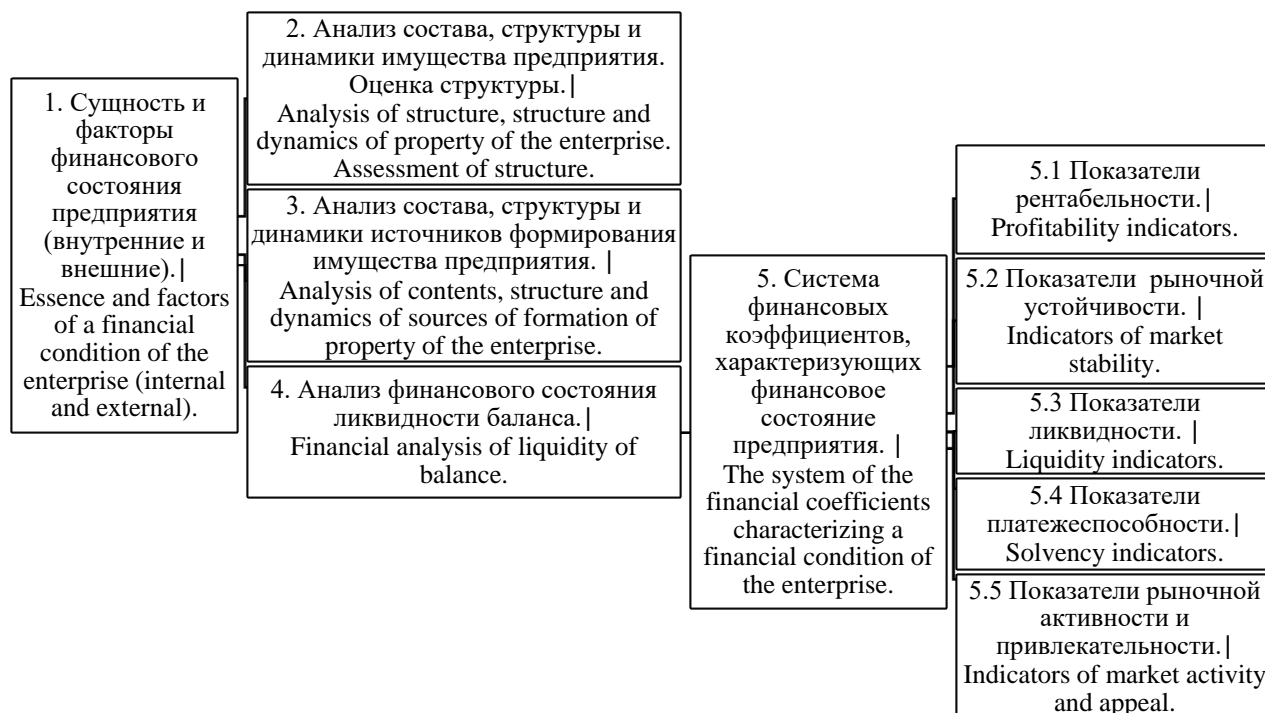 1. Сущность и
факторы
финансового
состояния
предприятия
(внутренние и
внешние).|
Essence and factors
of a financial
condition of the
enterprise (internal
and external).
2. Анализ состава, структуры и
динамики имущества предприятия.
Оценка структуры.|
Analysis of structure, structure and
dynamics of property of the enterprise.
Assessment of structure.
3. Анализ состава, структуры и
динамики источников формирования
имущества предприятия. |
Analysis of contents, structure and
dynamics of sources of formation of
property of the enterprise.
4. Анализ финансового состояния
ликвидности баланса.|
Financial analysis of liquidity of
balance.
5. Система
финансовых
коэффициентов,
характеризующих
финансовое
состояние
предприятия. |
The system of the
financial coefficients
characterizing a
financial condition of
the enterprise.
5.1 Показатели
рентабельности.|
Profitability indicators.
5.2 Показатели  рыночной
устойчивости. |
Indicators of market
stability.
5.3 Показатели
ликвидности. |
Liquidity indicators.
5.4 Показатели
платежеспособности.|
Solvency indicators.
5.5 Показатели рыночной
активности и
привлекательности.|
Indicators of market activity
and appeal.